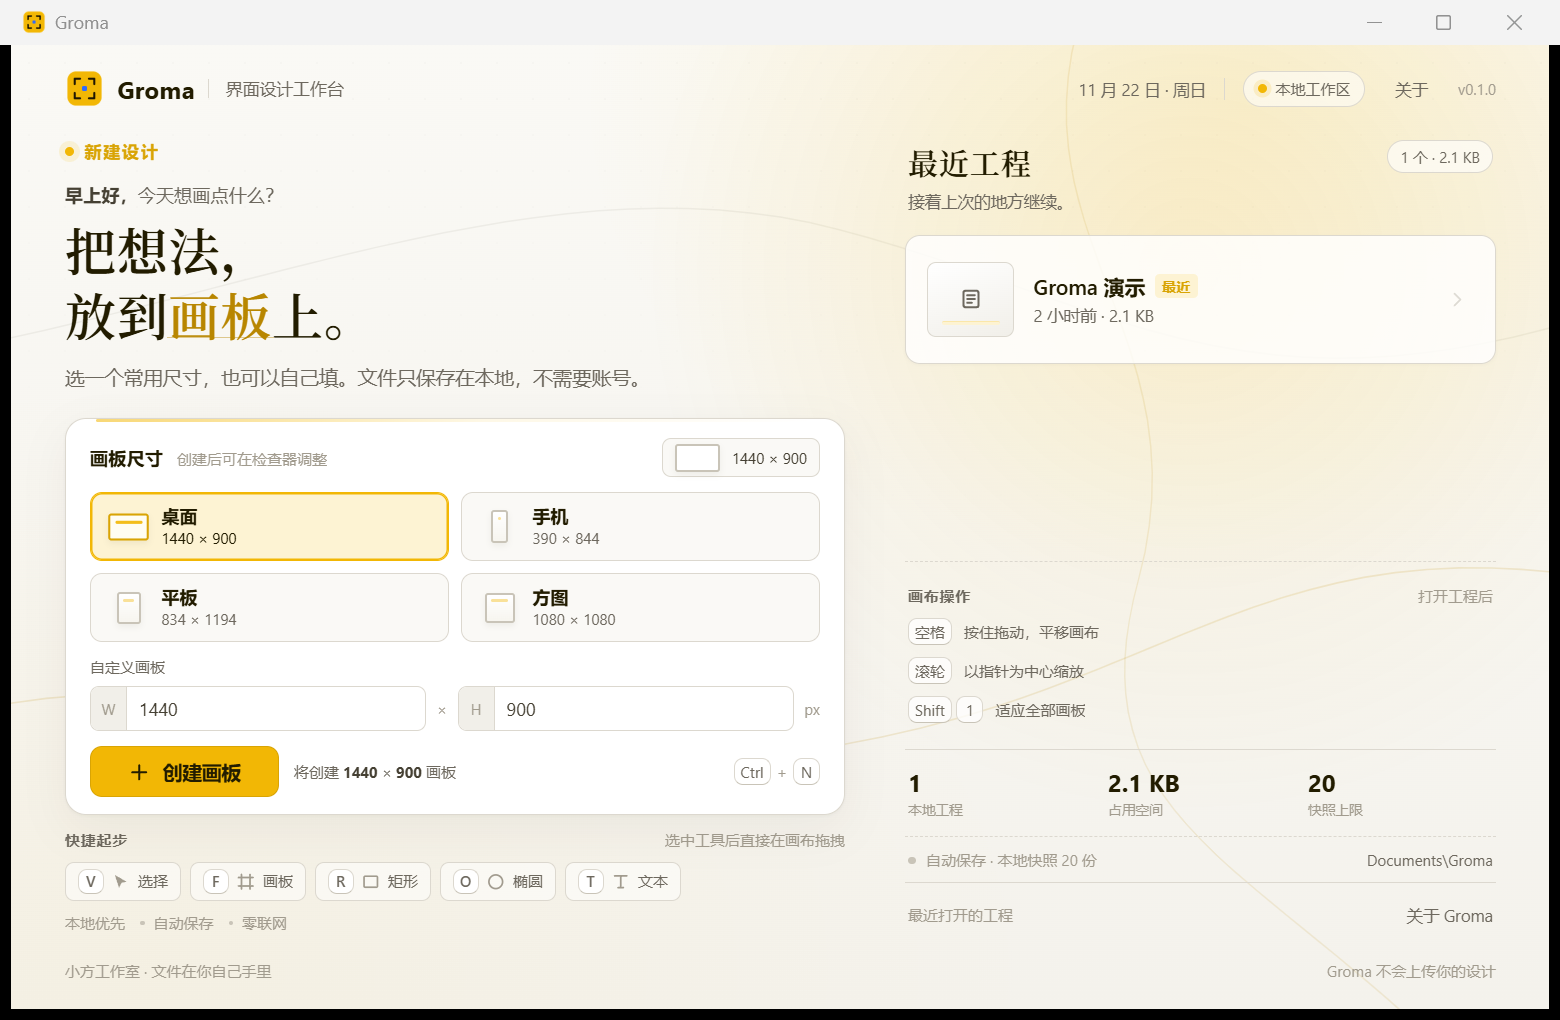 Groma
Groma 界面设计工作台
11 月 22 日 · 周日 本地工作区 关于 v0.1.0
新建设计
早上好，今天想画点什么？
把想法，
放到画板上。
选一个常用尺寸，也可以自己填。文件只保存在本地，不需要账号。
画板尺寸 创建后可在检查器调整 1440 × 900
桌面
1440 × 900
手机
390 × 844
平板
834 × 1194
方图
1080 × 1080
自定义画板
W 1440 × H 900 px
创建画板 将创建 1440 × 900 画板 Ctrl + N
快捷起步 选中工具后直接在画布拖拽
V 选择 F 画板 R 矩形 O 椭圆 T 文本
本地优先 • 自动保存 • 零联网
小方工作室 · 文件在你自己手里
最近工程 1 个 · 2.1 KB
接着上次的地方继续。
Groma 演示 最近
2 小时前 · 2.1 KB
画布操作 打开工程后
空格 按住拖动，平移画布
滚轮 以指针为中心缩放
Shift 1 适应全部画板
1 2.1 KB 20
本地工程 占用空间 快照上限
自动保存 · 本地快照 20 份 Documents\Groma
最近打开的工程 关于 Groma
Groma 不会上传你的设计